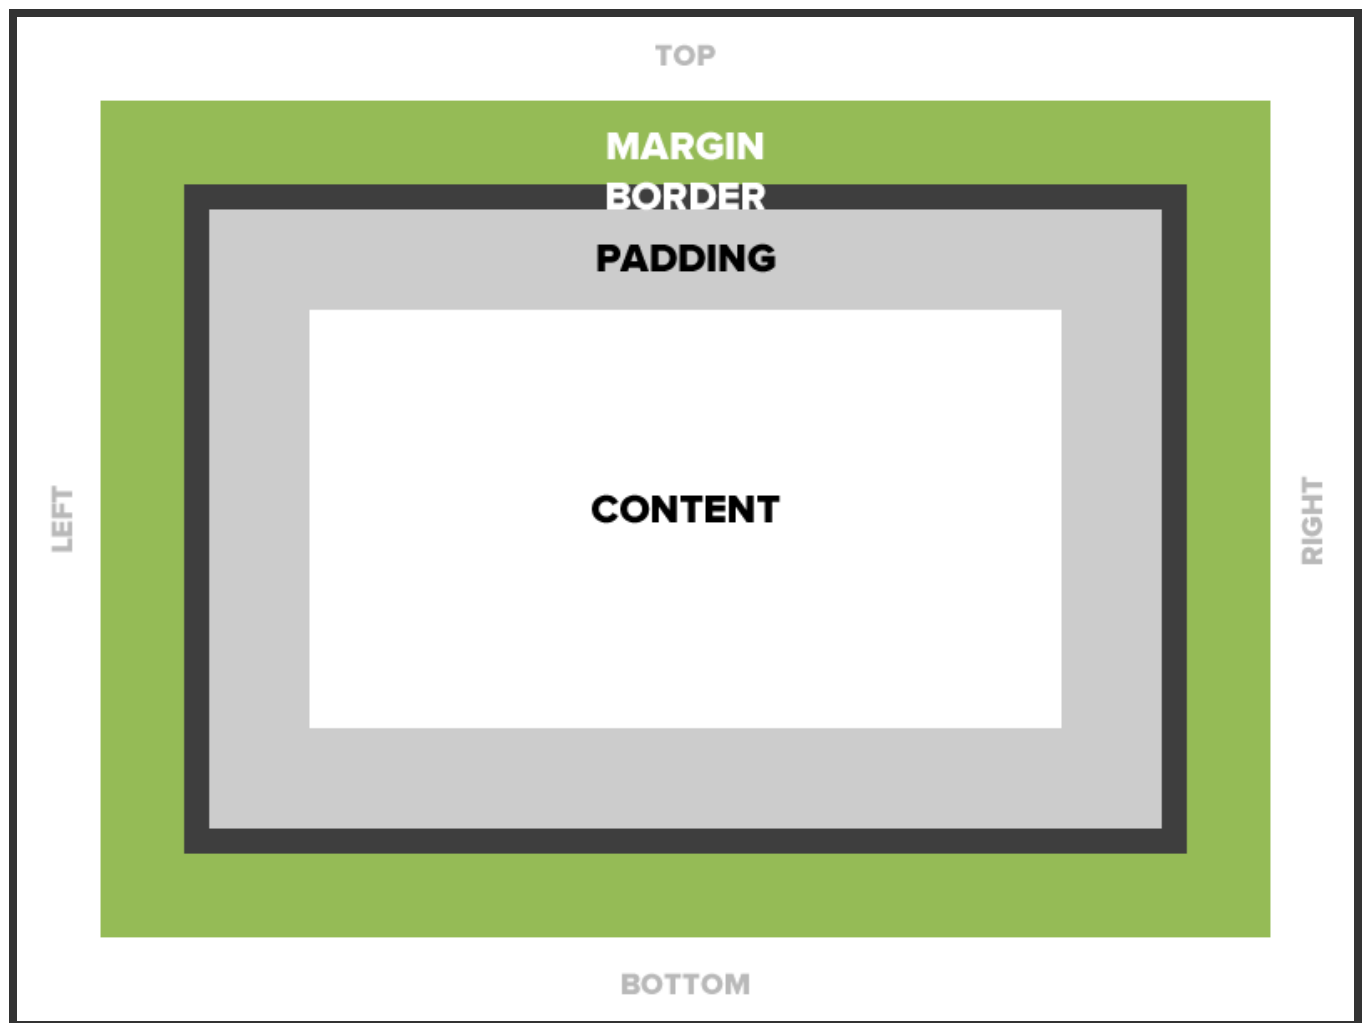 TOP
MARGIN
BORDER
PADDING
LEFT
CONTENT
RIGHT
BOTTOM